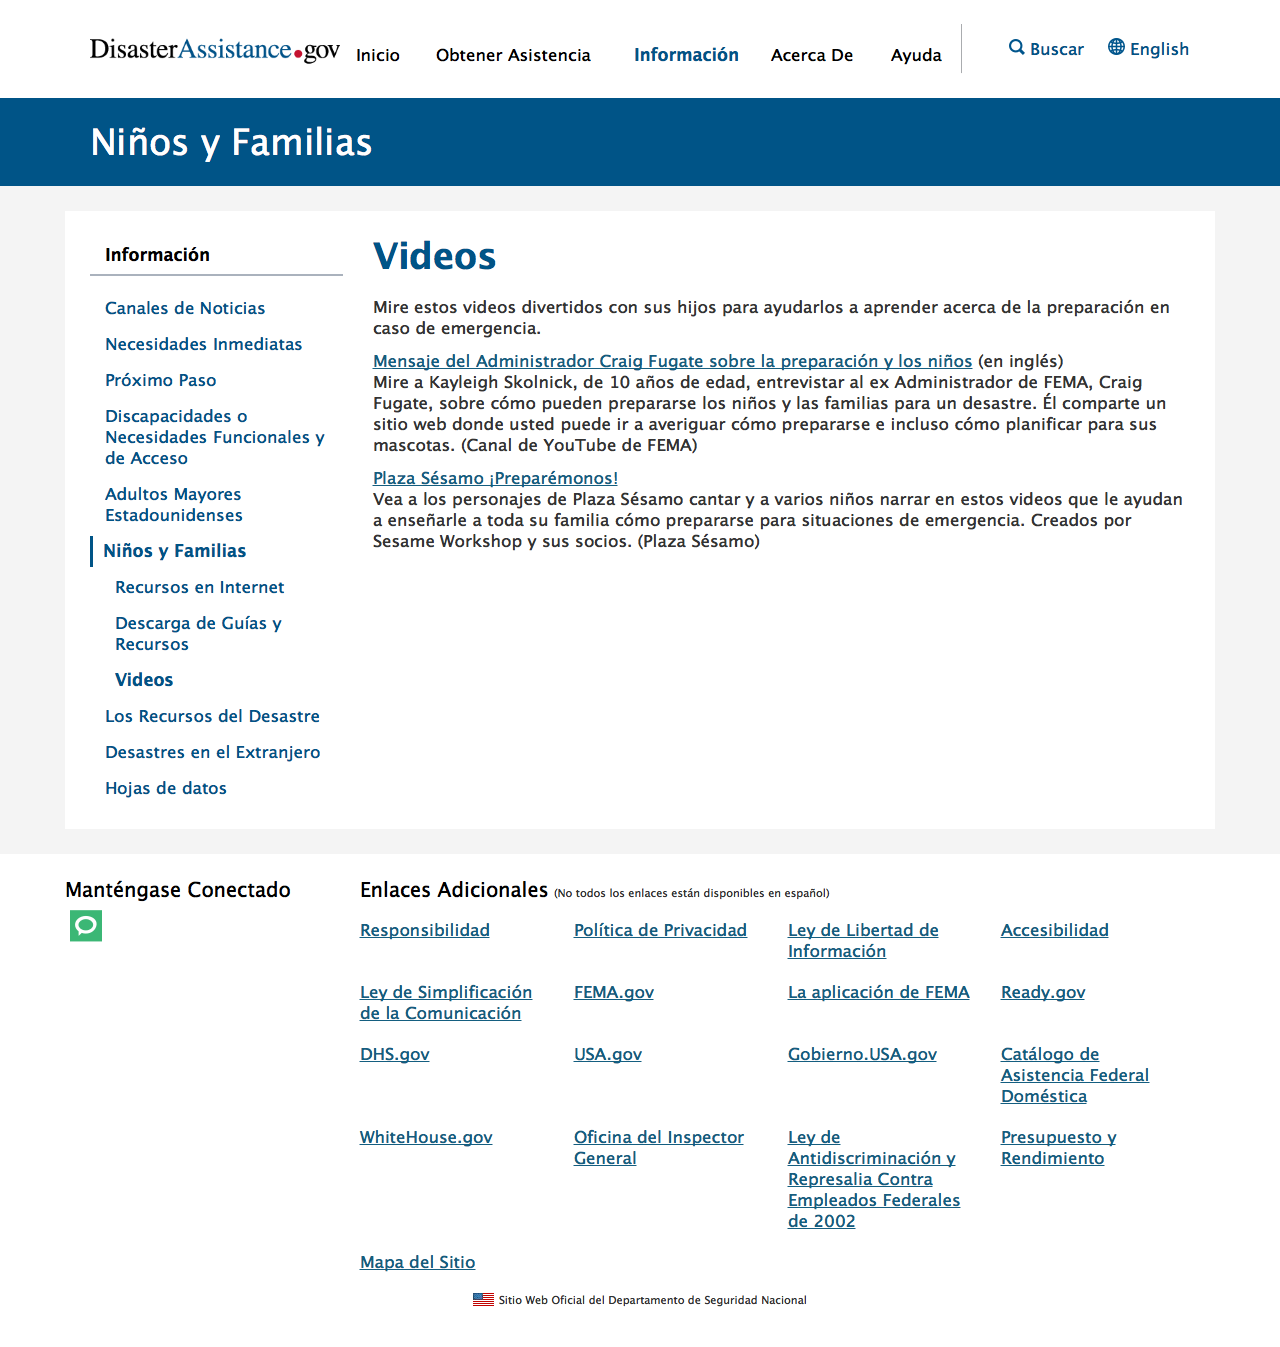 DisasterAssistance.gov
Inicio
Obtener Asistencia
Información
Acerca De
Ayuda
Buscar
English
Niños y Familias
Información
Canales de Noticias
Necesidades Inmediatas
Próximo Paso
Discapacidades o
Necesidades Funcionales y
de Acceso
Adultos Mayores
Estadounidenses
Niños y Familias
Recursos en Internet
Descarga de Guías y
Recursos
Videos
Los Recursos del Desastre
Desastres en el Extranjero
Hojas de datos
Videos
Mire estos videos divertidos con sus hijos para ayudarlos a aprender acerca de la preparación en
caso de emergencia.
Mensaje del Administrador Craig Fugate sobre la preparación y los niños (en inglés)
Mire a Kayleigh Skolnick, de 10 años de edad, entrevistar al ex Administrador de FEMA, Craig
Fugate, sobre cómo pueden prepararse los niños y las familias para un desastre. Él comparte un
sitio web donde usted puede ir a averiguar cómo prepararse e incluso cómo planificar para sus
mascotas. (Canal de YouTube de FEMA)
Plaza Sésamo ¡Preparémonos!
Vea a los personajes de Plaza Sésamo cantar y a varios niños narrar en estos videos que le ayudan
a enseñarle a toda su familia cómo prepararse para situaciones de emergencia. Creados por
Sesame Workshop y sus socios. (Plaza Sésamo)
Manténgase Conectado
Enlaces Adicionales (No todos los enlaces están disponibles en español)
Responsibilidad
Política de Privacidad
Ley de Libertad de
Información
Accesibilidad
Ley de Simplificación
de la Comunicación
FEMA.gov
La aplicación de FEMA
Ready.gov
DHS.gov
USA.gov
Gobierno.USA.gov
Catálogo de
Asistencia Federal
Doméstica
WhiteHouse.gov
Oficina del Inspector
General
Ley de
Antidiscriminación y
Represalia Contra
Empleados Federales
de 2002
Presupuesto y
Rendimiento
Mapa del Sitio
Sitio Web Oficial del Departamento de Seguridad Nacional